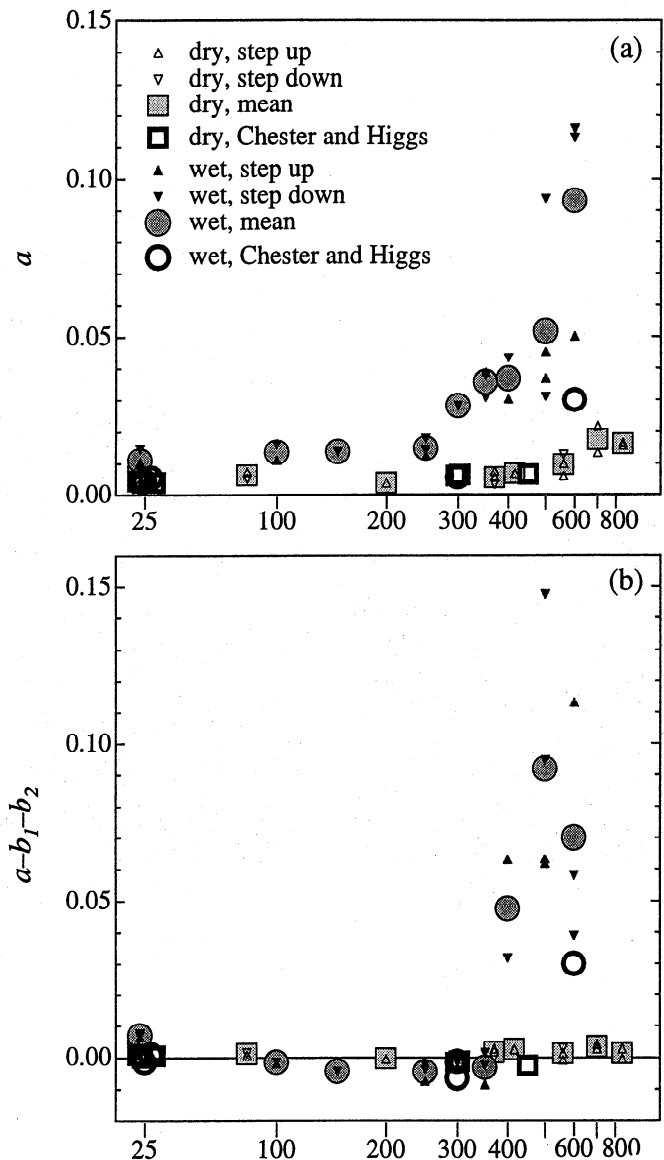 0.15
(a)
dry, step up
dry, step down
dry, mean
dry, Chester and Higgs
wet, step up
wet, step down
wet, mean
wet, Chester and Higgs
0.10
a
0.05
0.00
25 100 200 300 400 600 800
(b)
0.15
0.10
a–b1–b2
0.05
0.00
25 100 200 300 400 600 800